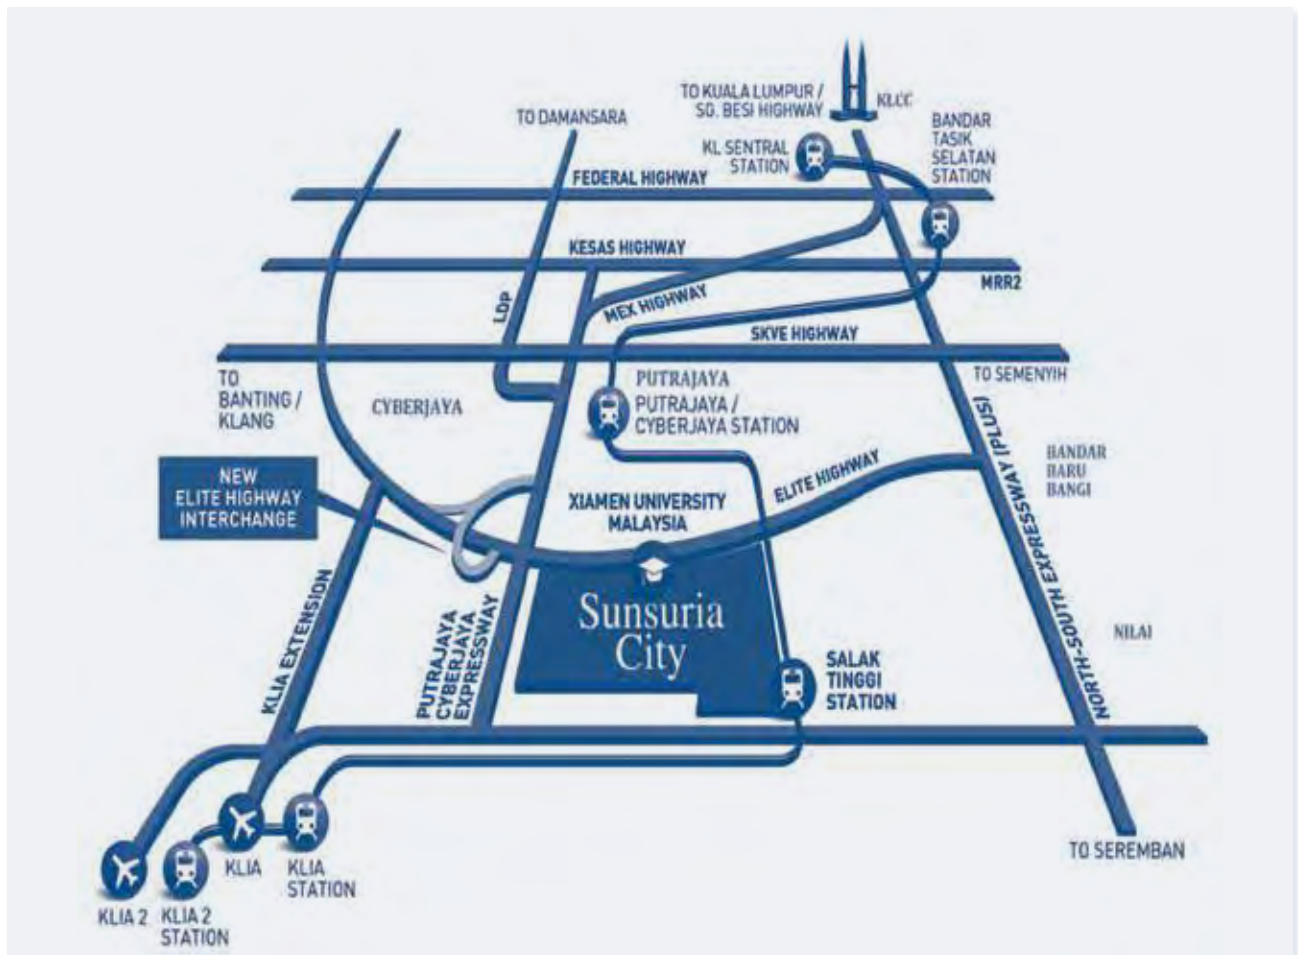 TO KUALA LUMPUR /
SG. BESI HIGHWAY
KLCC
TO DAMANSARA
BANDAR
TASIK
SELATAN
STATION
KL SENTRAL
STATION
FEDERAL HIGHWAY
KESAS HIGHWAY
MRR2
LDP
MEX HIGHWAY
SKVE HIGHWAY
TO
BANTING /
KLANG
CYBERJAYA
PUTRAJAYA
PUTRAJAYA /
CYBERJAYA STATION
TO SEMENYIH
NORTH-SOUTH EXPRESSWAY (PLUS)
BANDAR
BARU
BANGI
NEW
ELITE HIGHWAY
INTERCHANGE
XIAMEN UNIVERSITY
MALAYSIA
ELITE HIGHWAY
KLIA EXTENSION
PUTRAJAYA
CYBERJAYA
EXPRESSWAY
Sunsuria
City
NILAI
SALAK
TINGGI
STATION
TO SEREMBAN
KLIA
KLIA
STATION
KLIA 2
KLIA 2
STATION